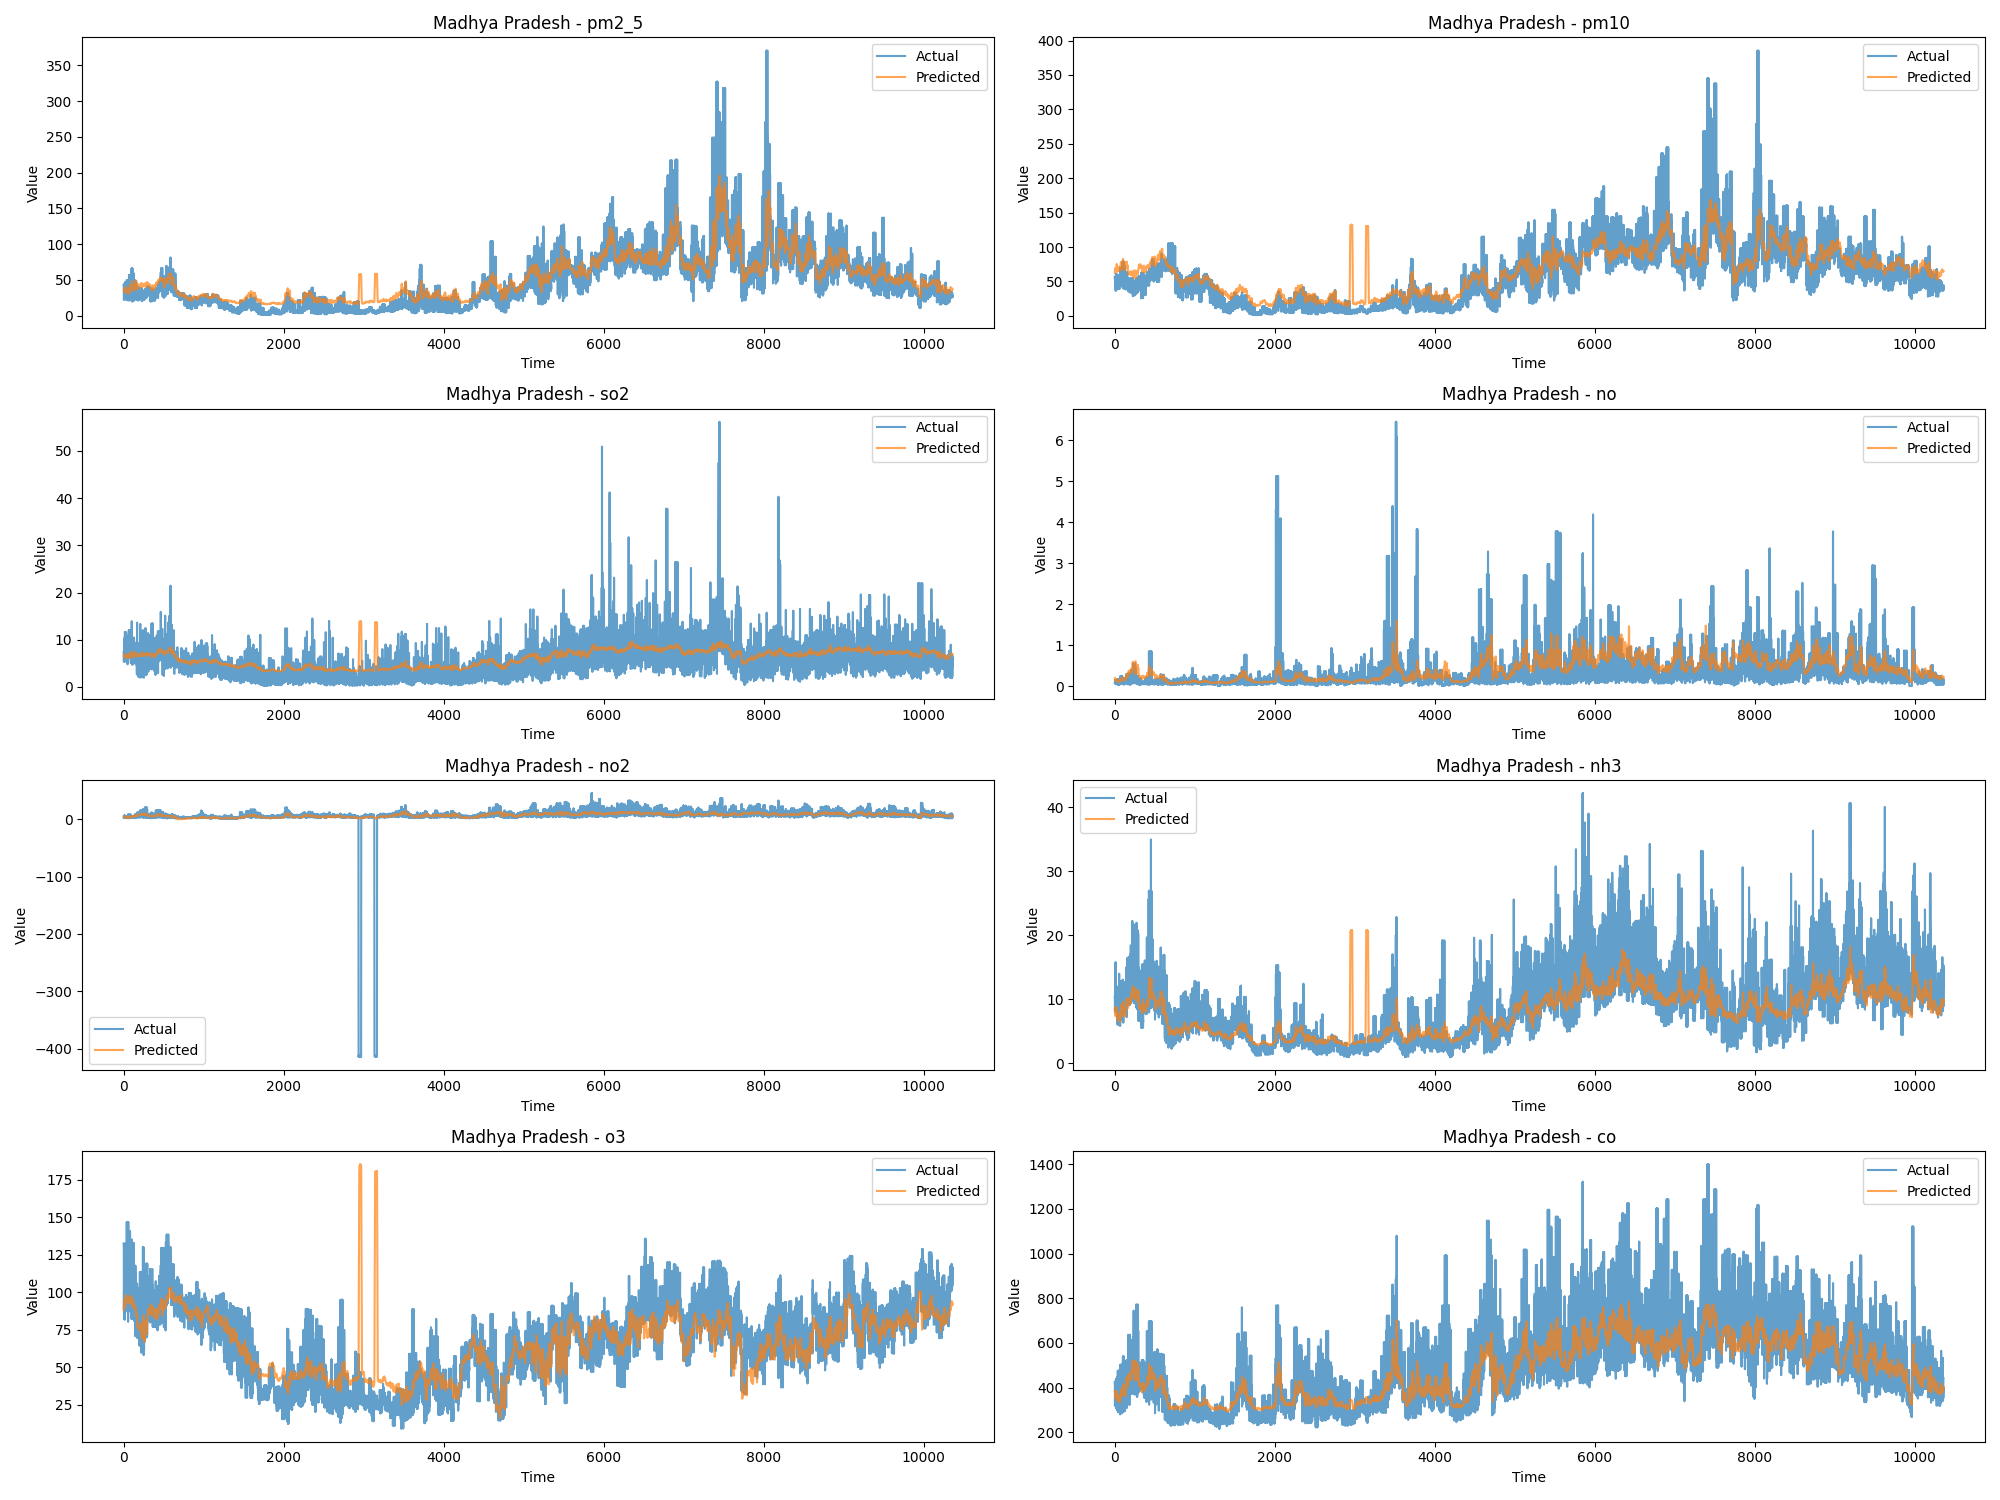 Madhya Pradesh - pm2_5
350
300
250
200
150
100
50
0
Value
Actual
Predicted
0 2000 4000 6000 8000 10000
Time
Madhya Pradesh - pm10
400
350
300
250
200
150
100
50
0
Value
Actual
Predicted
0 2000 4000 6000 8000 10000
Time
Madhya Pradesh - so2
50
40
30
20
10
0
Value
Actual
Predicted
0 2000 4000 6000 8000 10000
Time
Madhya Pradesh - no
6
5
4
3
2
1
0
Value
Actual
Predicted
0 2000 4000 6000 8000 10000
Time
Madhya Pradesh - no2
0
−100
−200
−300
−400
Value
Actual
Predicted
0 2000 4000 6000 8000 10000
Time
Madhya Pradesh - nh3
40
30
20
10
0
Value
Actual
Predicted
0 2000 4000 6000 8000 10000
Time
Madhya Pradesh - o3
175
150
125
100
75
50
25
Value
Actual
Predicted
0 2000 4000 6000 8000 10000
Time
Madhya Pradesh - co
1400
1200
1000
800
600
400
200
Value
Actual
Predicted
0 2000 4000 6000 8000 10000
Time